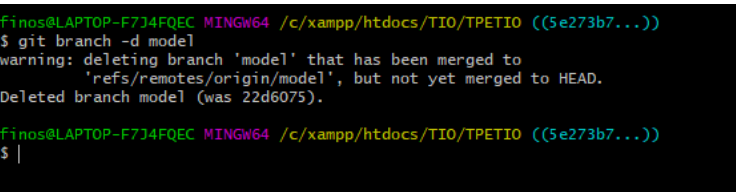 finos@LAPTOP-F7J4FQEC MINGW64 /c/xampp/htdocs/TIO/TPETIO ((5e273b7...))
$ git branch -d model
warning: deleting branch 'model' that has been merged to
         'refs/remotes/origin/model', but not yet merged to HEAD.
Deleted branch model (was 22d6075).

finos@LAPTOP-F7J4FQEC MINGW64 /c/xampp/htdocs/TIO/TPETIO ((5e273b7...))
$